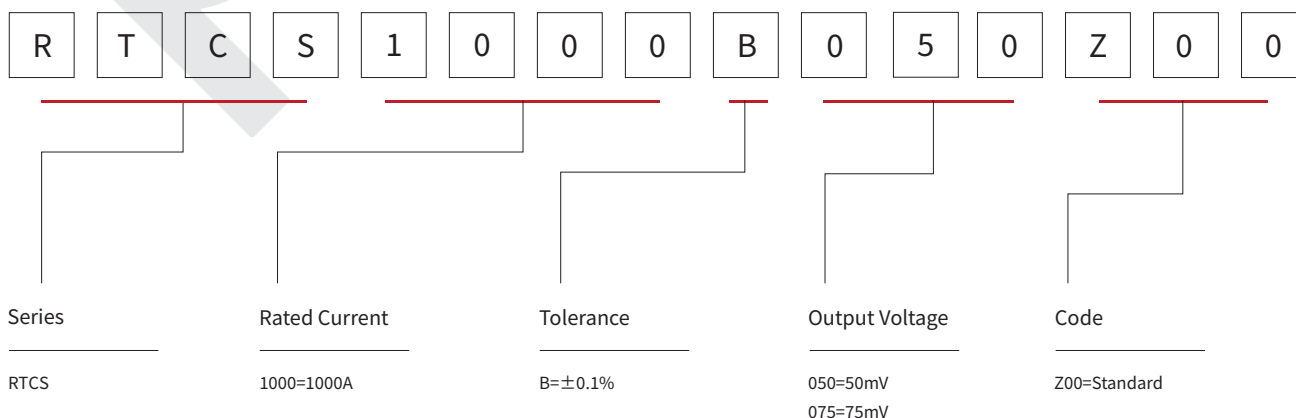 R T C S 1 0 0 0 B 0 5 0 Z 0 0
Series Rated Current Tolerance Output Voltage Code
RTCS 1000=1000A B=±0.1% 050=50mV Z00=Standard
075=75mV